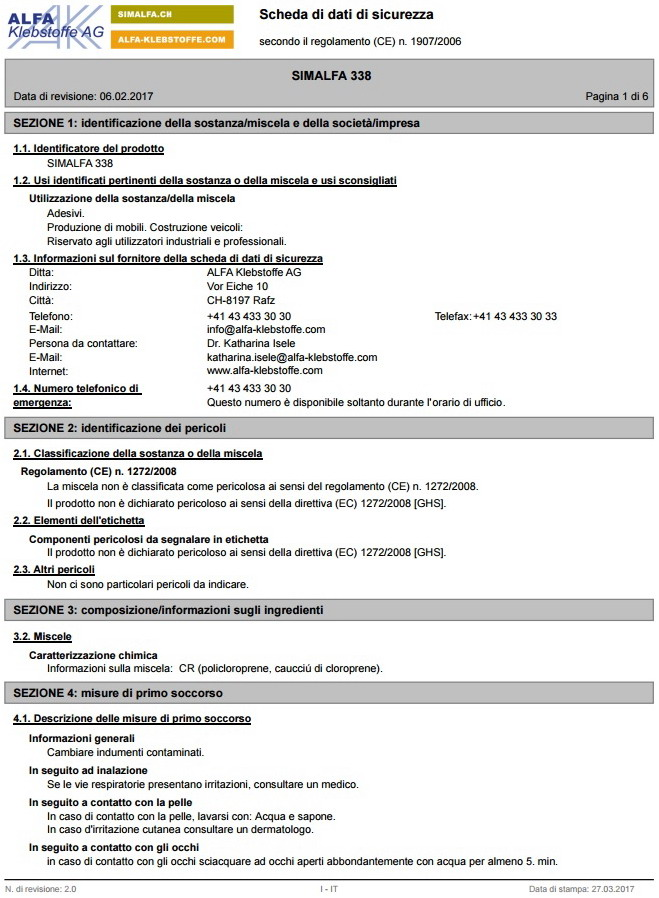 ALFA
Klebstoffe AG
SIMALFA.CH
ALFA-KLEBSTOFFE.COM
Scheda di dati di sicurezza
secondo il regolamento (CE) n. 1907/2006
SIMALFA 338
Data di revisione: 06.02.2017 Pagina 1 di 6
SEZIONE 1: identificazione della sostanza/miscela e della società/impresa
1.1. Identificatore del prodotto
SIMALFA 338
1.2. Usi identificati pertinenti della sostanza o della miscela e usi sconsigliati
Utilizzazione della sostanza/della miscela
Adesivi.
Produzione di mobili. Costruzione veicoli:
Riservato agli utilizzatori industriali e professionali.
1.3. Informazioni sul fornitore della scheda di dati di sicurezza
Ditta: ALFA Klebstoffe AG
Indirizzo: Vor Eiche 10
Città: CH-8197 Rafz
Telefono: +41 43 433 30 30 Telefax:+41 43 433 30 33
E-Mail: info@alfa-klebstoffe.com
Persona da contattare: Dr. Katharina Isele
E-Mail: katharina.isele@alfa-klebstoffe.com
Internet: www.alfa-klebstoffe.com
1.4. Numero telefonico di +41 43 433 30 30
emergenza: Questo numero è disponibile soltanto durante l'orario di ufficio.
SEZIONE 2: identificazione dei pericoli
2.1. Classificazione della sostanza o della miscela
Regolamento (CE) n. 1272/2008
La miscela non è classificata come pericolosa ai sensi del regolamento (CE) n. 1272/2008.
Il prodotto non è dichiarato pericoloso ai sensi della direttiva (EC) 1272/2008 [GHS].
2.2. Elementi dell'etichetta
Componenti pericolosi da segnalare in etichetta
Il prodotto non è dichiarato pericoloso ai sensi della direttiva (EC) 1272/2008 [GHS].
2.3. Altri pericoli
Non ci sono particolari pericoli da indicare.
SEZIONE 3: composizione/informazioni sugli ingredienti
3.2. Miscele
Caratterizzazione chimica
Informazioni sulla miscela: CR (policloroprene, caucciú di cloroprene).
SEZIONE 4: misure di primo soccorso
4.1. Descrizione delle misure di primo soccorso
Informazioni generali
Cambiare indumenti contaminati.
In seguito ad inalazione
Se le vie respiratorie presentano irritazioni, consultare un medico.
In seguito a contatto con la pelle
In caso di contatto con la pelle, lavarsi con: Acqua e sapone.
In caso d'irritazione cutanea consultare un dermatologo.
In seguito a contatto con gli occhi
in caso di contatto con gli occhi sciacquare ad occhi aperti abbondantemente con acqua per almeno 5. min.
N. di revisione: 2.0 I - IT Data di stampa: 27.03.2017